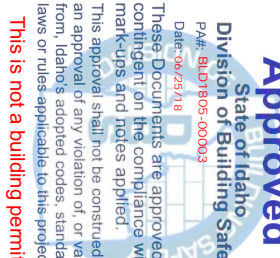 Approved
State of Idaho
Division of Building Safe
PA#: BLD1805-00003
Date: 06/25/18
These Documents are approve
contingent on the compliance w
mark-ups and notes applied.
This approval shall not be construed
an approval of any violation of, or va
from, Idaho's adopted codes, standa
laws or rules applicable to this projec
This is not a building permit